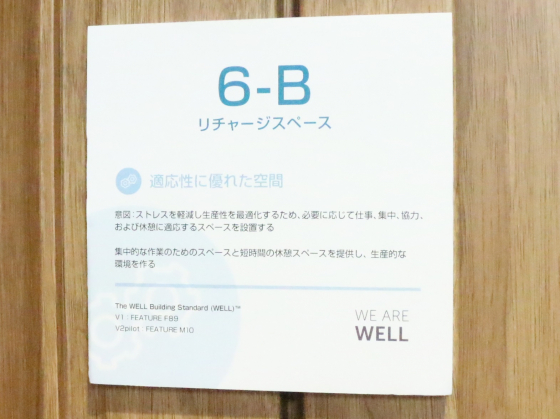 6-B
リチャージスペース
適応性に優れた空間
意図：ストレスを軽減し生産性を最適化するため、必要に応じて仕事、集中、協力、
および休憩に適応するスペースを設置する
集中的な作業のためのスペースと短時間の休憩スペースを提供し、生産的な
環境を作る
The WELL Building Standard (WELL)™
V1 : FEATURE F89
V2pilot : FEATURE M10
WE ARE
WELL